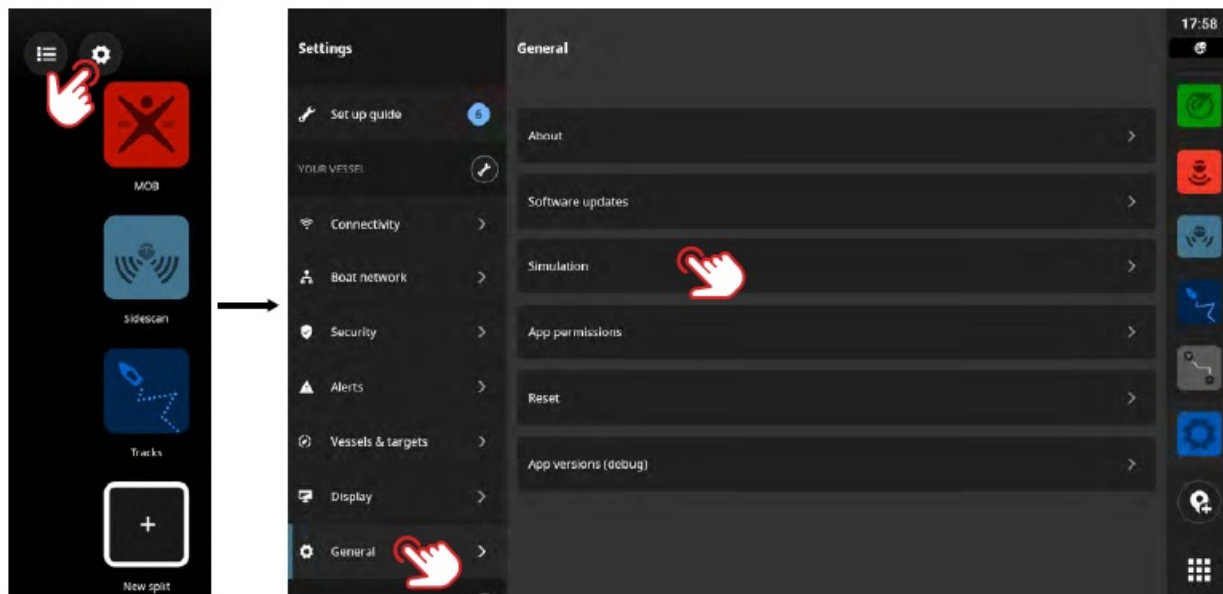 MOB
Sidescan
Tracks
+
New split
Settings
Set up guide
6
YOUR VESSEL
Connectivity
Boat network
Security
Alerts
Vessels & targets
Display
General
General
About
Software updates
Simulation
App permissions
Reset
App versions (debug)
17:58